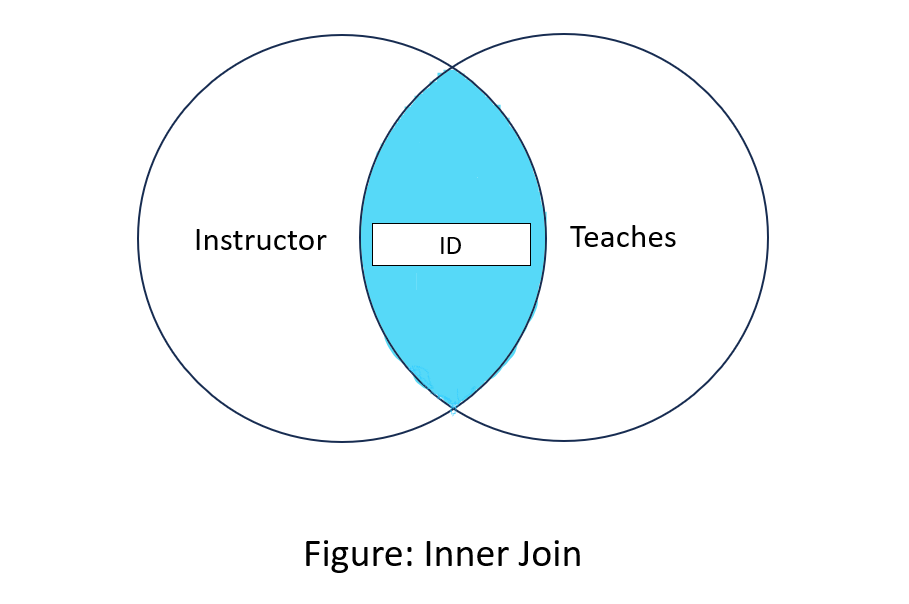 Instructor
ID
Teaches
Figure: Inner Join